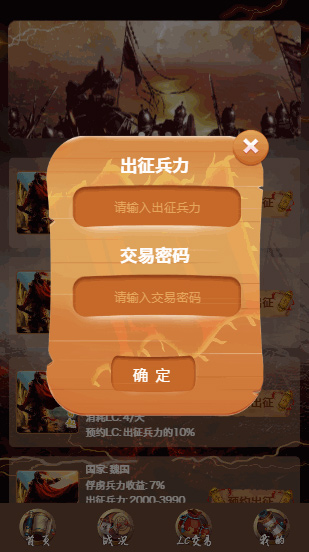 出征兵力
请输入出征兵力
交易密码
请输入交易密码
确 定
出征
出征
出征
消耗LC: 4/天
预约LC: 出征兵力的10%
国家: 魏国
俘虏兵力收益: 7%
出征兵力: 2000-3990
预约出征
首页
战况
LC交易
我的